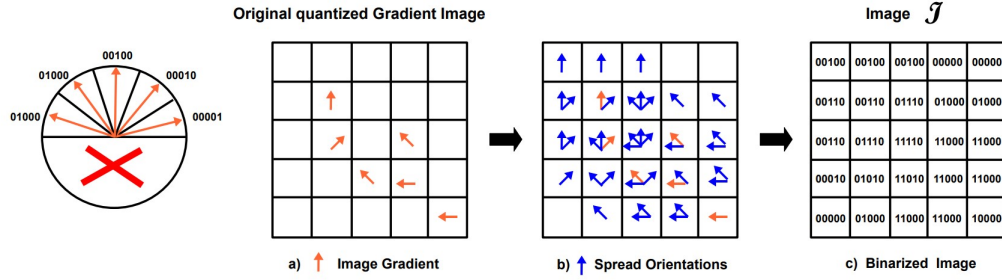 Original quantized Gradient Image
Image 𝒥
00100
01000
00010
01000
00001
00100 00100 00100 00000 00000
00110 00110 01110 01000 01000
00110 01110 11110 11000 11000
00010 01010 11010 11000 11000
00000 01000 11000 11000 10000
a) Image Gradient
b) Spread Orientations
c) Binarized Image